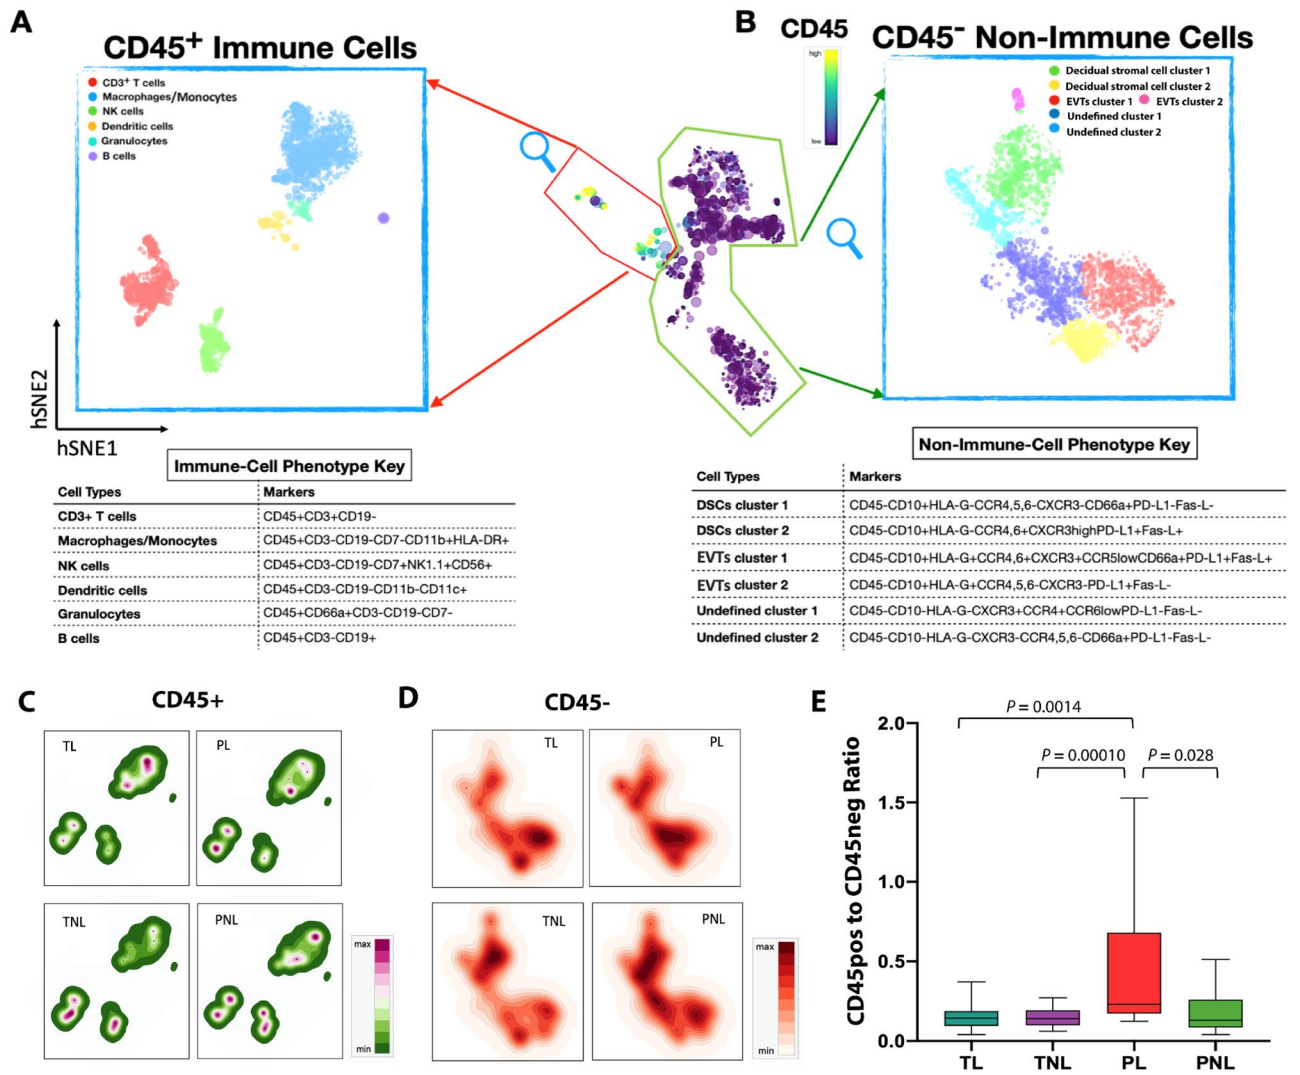 A
CD45+ Immune Cells
CD3+ T cells
Macrophages/Monocytes
NK cells
Dendritic cells
Granulocytes
B cells
hSNE2
hSNE1
B
CD45
high
low
CD45- Non-Immune Cells
Decidual stromal cell cluster 1
Decidual stromal cell cluster 2
EVTs cluster 1 EVTs cluster 2
Undefined cluster 1
Undefined cluster 2
Immune-Cell Phenotype Key
Cell Types Markers
CD3+ T cells CD45+CD3+CD19-
Macrophages/Monocytes CD45+CD3-CD19-CD7-CD11b+HLA-DR+
NK cells CD45+CD3-CD19-CD7+NK1.1+CD56+
Dendritic cells CD45+CD3-CD19-CD11b-CD11c+
Granulocytes CD45+CD66a+CD3-CD19-CD7-
B cells CD45+CD3-CD19+
Non-Immune-Cell Phenotype Key
Cell Types Markers
DSCs cluster 1 CD45-CD10+HLA-G-CCR4,5,6-CXCR3-CD66a+PD-L1-Fas-L-
DSCs cluster 2 CD45-CD10+HLA-G-CCR4,6+CXCR3highPD-L1+Fas-L+
EVTs cluster 1 CD45-CD10+HLA-G+CCR4,6+CXCR3+CCR5lowCD66a+PD-L1+Fas-L+
EVTs cluster 2 CD45-CD10+HLA-G+CCR4,5,6-CXCR3-PD-L1+Fas-L-
Undefined cluster 1 CD45-CD10-HLA-G-CXCR3+CCR4+CCR6lowPD-L1-Fas-L-
Undefined cluster 2 CD45-CD10-HLA-G-CXCR3-CCR4,5,6-CD66a+PD-L1-Fas-L-
C
CD45+
TL
PL
TNL
PNL
max
min
D
CD45-
TL
PL
TNL
PNL
max
min
E
CD45pos to CD45neg Ratio
2.0
1.5
1.0
0.5
0.0
P = 0.0014
P = 0.00010
P = 0.028
TL TNL PL PNL